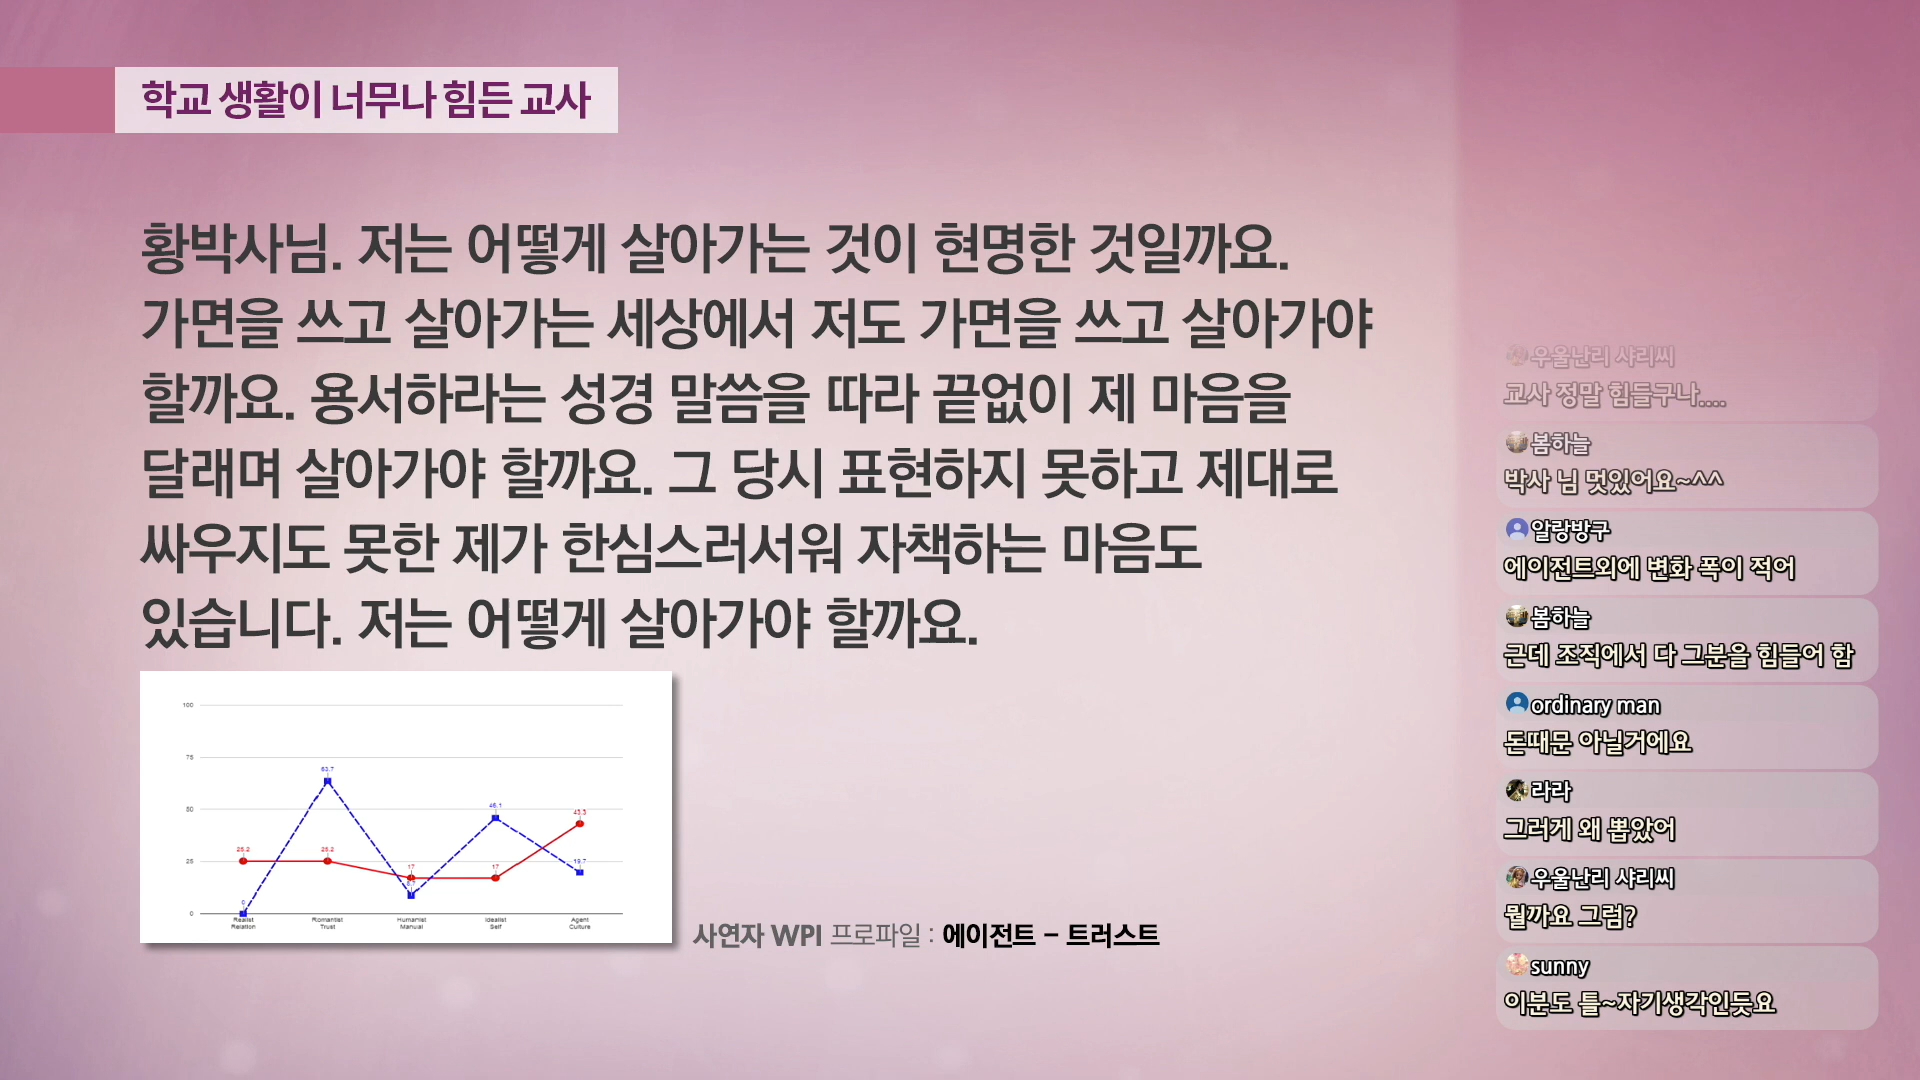 학교 생활이 너무나 힘든 교사
황박사님. 저는 어떻게 살아가는 것이 현명한 것일까요.
가면을 쓰고 살아가는 세상에서 저도 가면을 쓰고 살아가야
할까요. 용서하라는 성경 말씀을 따라 끝없이 제 마음을
달래며 살아가야 할까요. 그 당시 표현하지 못하고 제대로
싸우지도 못한 제가 한심스러서워 자책하는 마음도
있습니다. 저는 어떻게 살아가야 할까요.
100
75
50
25
0
25.2
25.2
17
17
43.3
0
63.7
46.1
19.7
Realist
Relation
Romantist
Trust
Humanist
Manual
Idealist
Self
Agent
Culture
사연자 WPI 프로파일 : 에이전트 – 트러스트
우울난리 샤리씨
교사 정말 힘들구나....
봄하늘
박사 님 멋있어요~^^
알랑방구
에이전트외에 변화 폭이 적어
봄하늘
근데 조직에서 다 그분을 힘들어 함
ordinary man
돈때문 아닐거에요
라라
그러게 왜 뽑았어
우울난리 샤리씨
뭘까요 그럼?
sunny
이분도 틀~자기생각인듯요